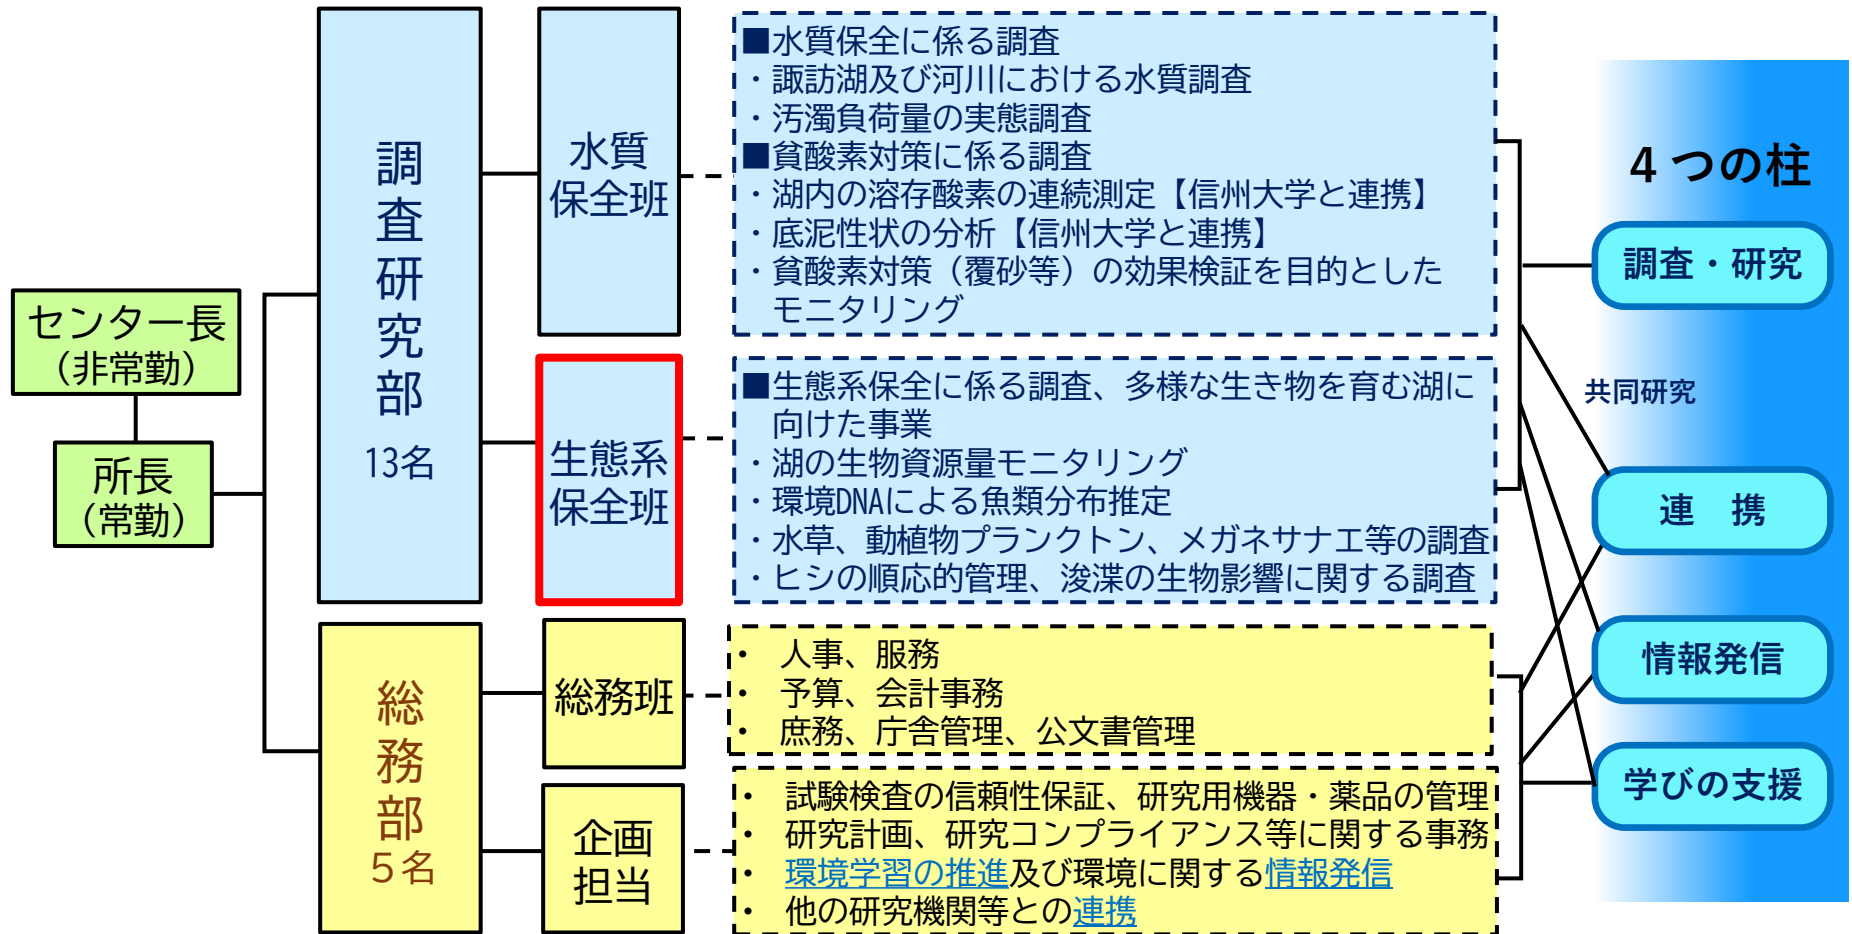 センター長
（非常勤）
所長
（常勤）
調査研究部
13名
総務部
５名
水質
保全班
生態系
保全班
総務班
企画
担当
■水質保全に係る調査
・諏訪湖及び河川における水質調査
・汚濁負荷量の実態調査
■貧酸素対策に係る調査
・湖内の溶存酸素の連続測定【信州大学と連携】
・底泥性状の分析【信州大学と連携】
・貧酸素対策（覆砂等）の効果検証を目的とした
モニタリング
■生態系保全に係る調査、多様な生き物を育む湖に
向けた事業
・湖の生物資源量モニタリング
・環境DNAによる魚類分布推定
・水草、動植物プランクトン、メガネサナエ等の調査
・ヒシの順応的管理、浚渫の生物影響に関する調査
• 人事、服務
• 予算、会計事務
• 庶務、庁舎管理、公文書管理
• 試験検査の信頼性保証、研究用機器・薬品の管理
• 研究計画、研究コンプライアンス等に関する事務
• 環境学習の推進及び環境に関する情報発信
• 他の研究機関等との連携
４つの柱
調査・研究
共同研究
連　携
情報発信
学びの支援